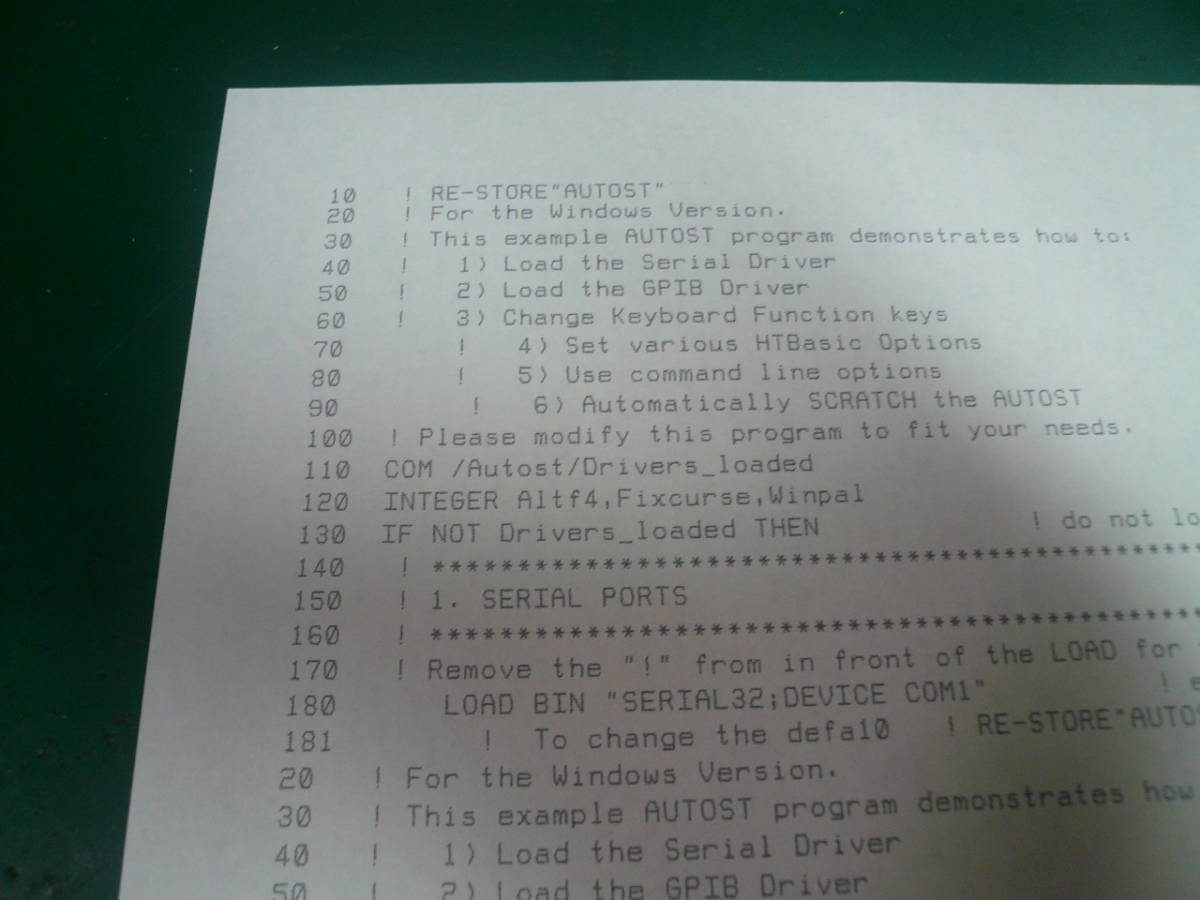 10 ! RE-STORE"AUTOST"
20 ! For the Windows Version.
30 ! This example AUTOST program demonstrates how to:
40 ! 1) Load the Serial Driver
50 ! 2) Load the GPIB Driver
60 ! 3) Change Keyboard Function keys
70 ! 4) Set various HTBasic Options
80 ! 5) Use command line options
90 ! 6) Automatically SCRATCH the AUTOST
100 ! Please modify this program to fit your needs.
110 COM /Autost/Drivers_loaded
120 INTEGER Altf4,Fixcurse,Winpal
130 IF NOT Drivers_loaded THEN ! do not lo
140 ! *********************************************
150 ! 1. SERIAL PORTS
160 ! *********************************************
170 ! Remove the "!" from in front of the LOAD for
180 LOAD BIN "SERIAL32;DEVICE COM1" !
181 ! To change the defa10 ! RE-STORE"AUTOS
20 ! For the Windows Version.
30 ! This example AUTOST program demonstrates how
40 ! 1) Load the Serial Driver
50 ! 2) Load the GPIB Driver